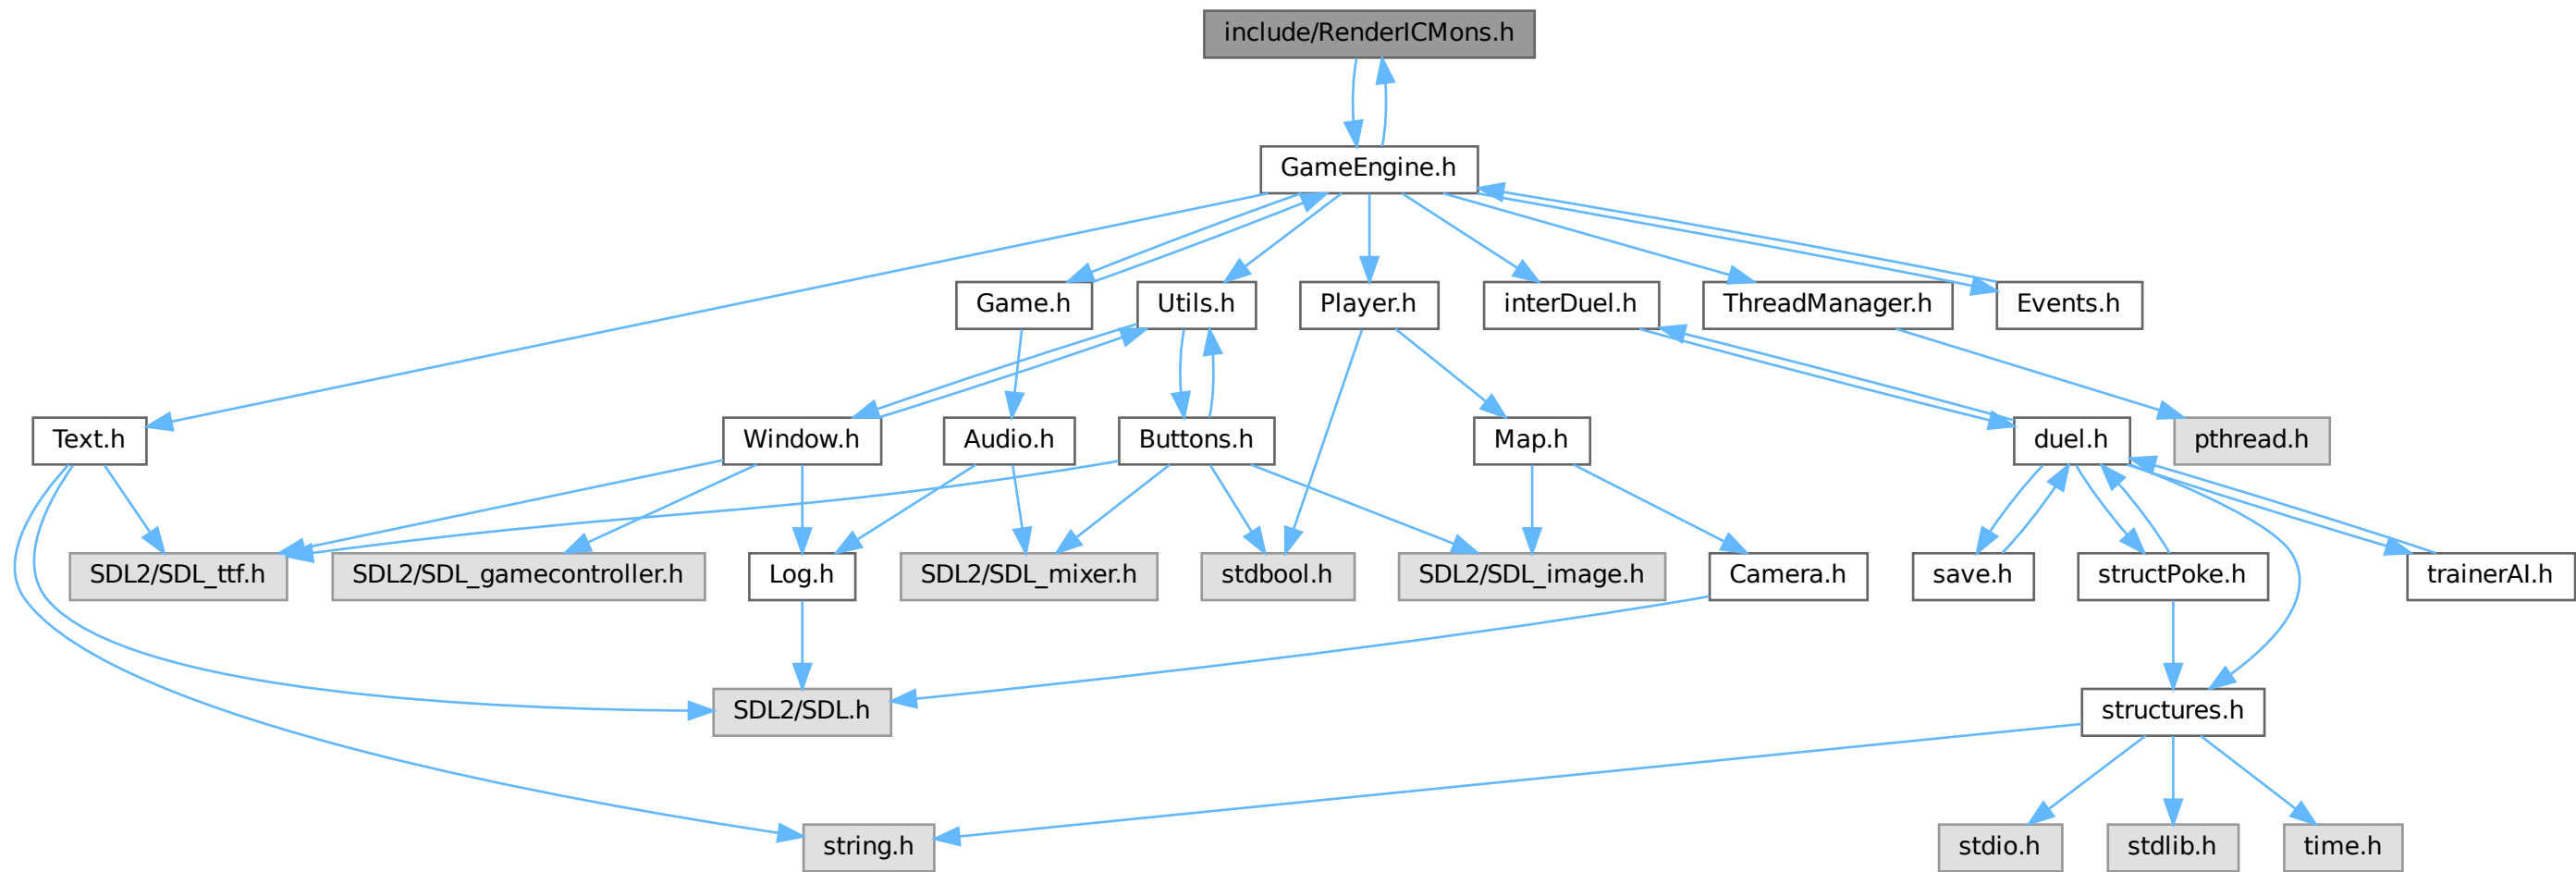 include/RenderICMons.h
GameEngine.h
Game.h
Utils.h
Player.h
interDuel.h
ThreadManager.h
Events.h
Text.h
Window.h
Audio.h
Buttons.h
Map.h
duel.h
pthread.h
SDL2/SDL_ttf.h
SDL2/SDL_gamecontroller.h
Log.h
SDL2/SDL_mixer.h
stdbool.h
SDL2/SDL_image.h
Camera.h
save.h
structPoke.h
trainerAI.h
SDL2/SDL.h
structures.h
string.h
stdio.h
stdlib.h
time.h